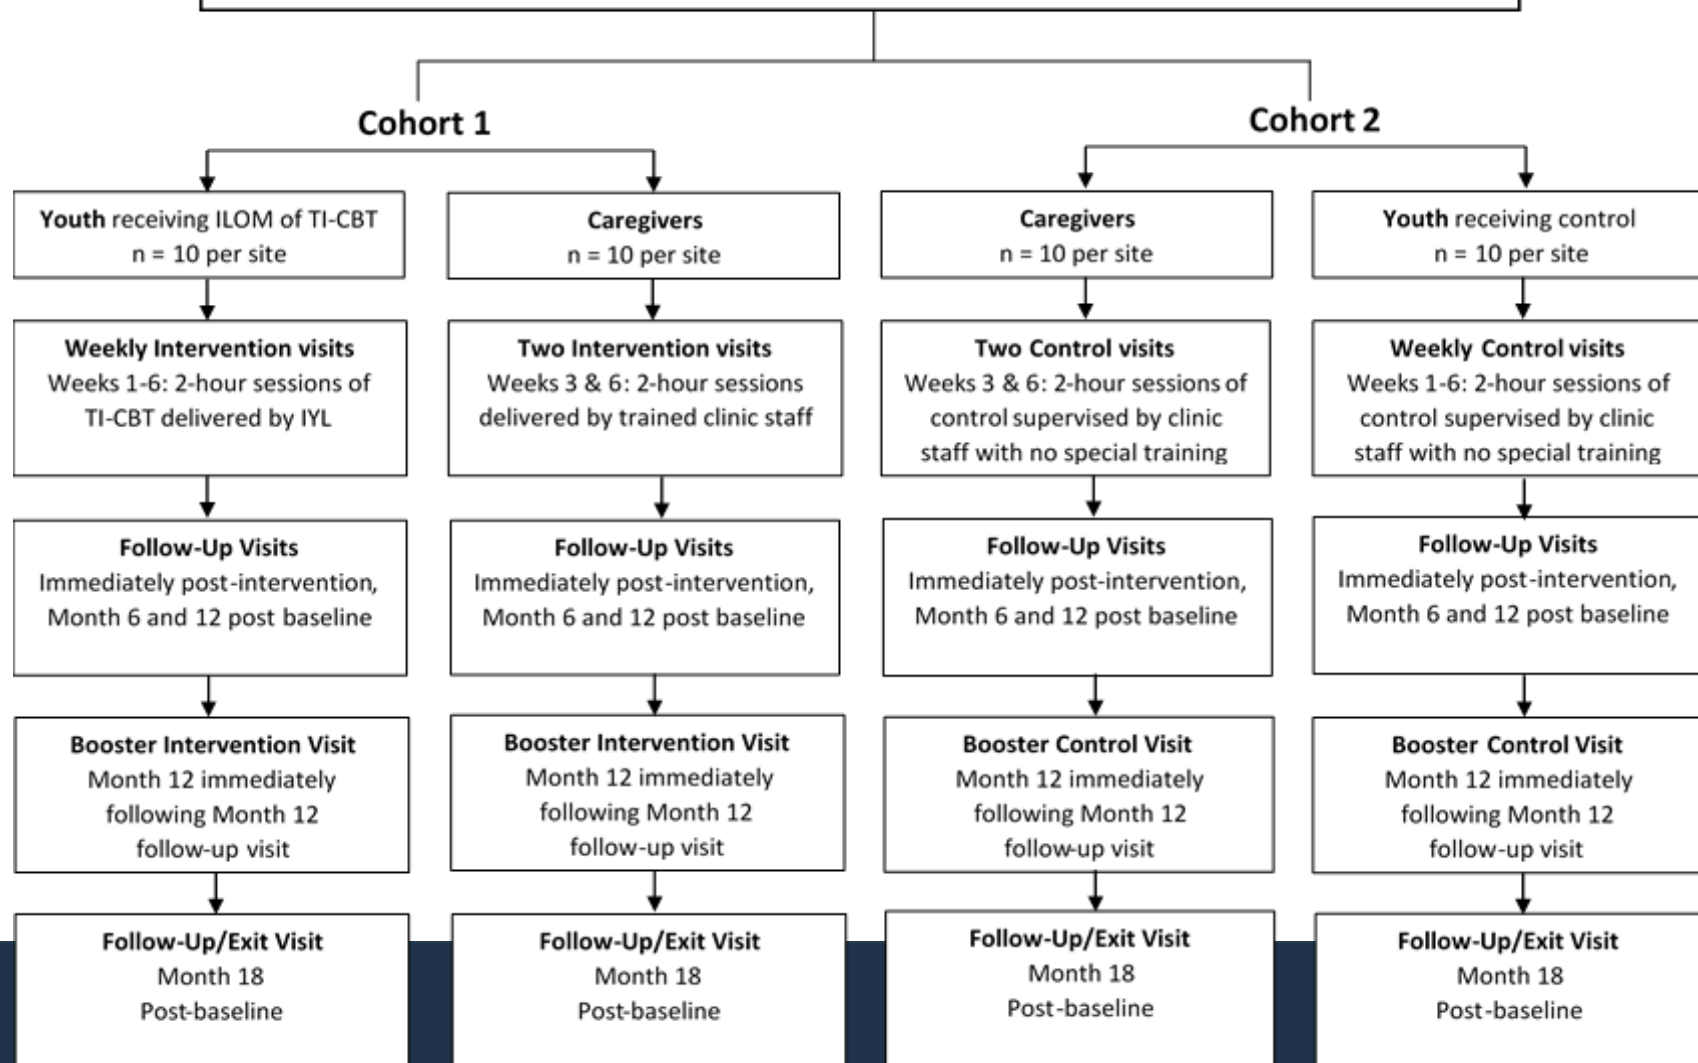 Cohort 1
Youth receiving ILOM of TI-CBT
n = 10 per site
Weekly Intervention visits
Weeks 1-6: 2-hour sessions of
TI-CBT delivered by IYL
Follow-Up Visits
Immediately post-intervention,
Month 6 and 12 post baseline
Booster Intervention Visit
Month 12 immediately
following Month 12
follow-up visit
Follow-Up/Exit Visit
Month 18
Post-baseline
Caregivers
n = 10 per site
Two Intervention visits
Weeks 3 & 6: 2-hour sessions
delivered by trained clinic staff
Follow-Up Visits
Immediately post-intervention,
Month 6 and 12 post baseline
Booster Intervention Visit
Month 12 immediately
following Month 12
follow-up visit
Follow-Up/Exit Visit
Month 18
Post-baseline
Cohort 2
Caregivers
n = 10 per site
Two Control visits
Weeks 3 & 6: 2-hour sessions of
control supervised by clinic
staff with no special training
Follow-Up Visits
Immediately post-intervention,
Month 6 and 12 post baseline
Booster Control Visit
Month 12 immediately
following Month 12
follow-up visit
Follow-Up/Exit Visit
Month 18
Post-baseline
Youth receiving control
n = 10 per site
Weekly Control visits
Weeks 1-6: 2-hour sessions of
control supervised by clinic
staff with no special training
Follow-Up Visits
Immediately post-intervention,
Month 6 and 12 post baseline
Booster Control Visit
Month 12 immediately
following Month 12
follow-up visit
Follow-Up/Exit Visit
Month 18
Post-baseline